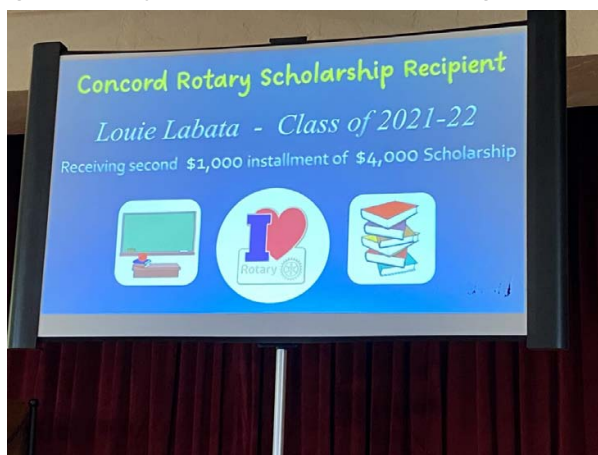 Concord Rotary Scholarship Recipient
Louie Labata - Class of 2021-22
Receiving second $1,000 installment of $4,000 Scholarship
I
Rotary